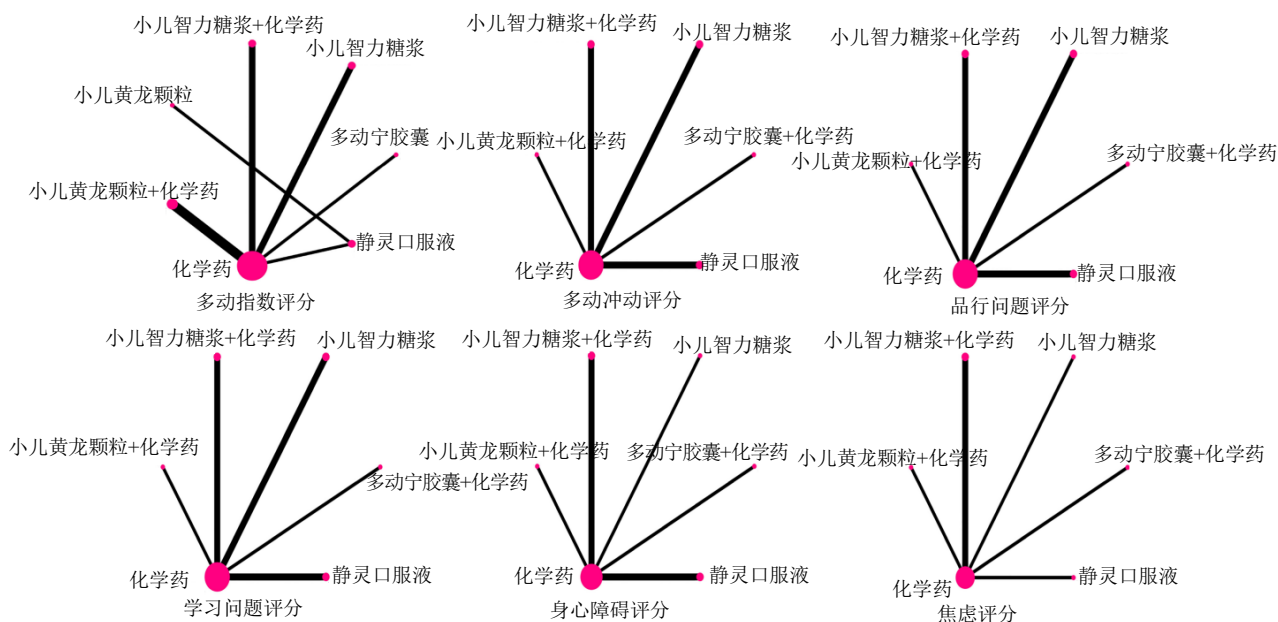 小儿智力糖浆+化学药
小儿智力糖浆
小儿黄龙颗粒
多动宁胶囊
小儿黄龙颗粒+化学药
静灵口服液
化学药
多动指数评分
小儿智力糖浆+化学药
小儿智力糖浆
小儿黄龙颗粒+化学药
多动宁胶囊+化学药
化学药
静灵口服液
多动冲动评分
小儿智力糖浆+化学药
小儿智力糖浆
小儿黄龙颗粒+化学药
多动宁胶囊+化学药
化学药
静灵口服液
品行问题评分
小儿智力糖浆+化学药
小儿智力糖浆
小儿黄龙颗粒+化学药
多动宁胶囊+化学药
化学药
静灵口服液
学习问题评分
小儿智力糖浆+化学药
小儿智力糖浆
小儿黄龙颗粒+化学药
多动宁胶囊+化学药
化学药
静灵口服液
身心障碍评分
小儿智力糖浆+化学药
小儿智力糖浆
小儿黄龙颗粒+化学药
多动宁胶囊+化学药
化学药
静灵口服液
焦虑评分